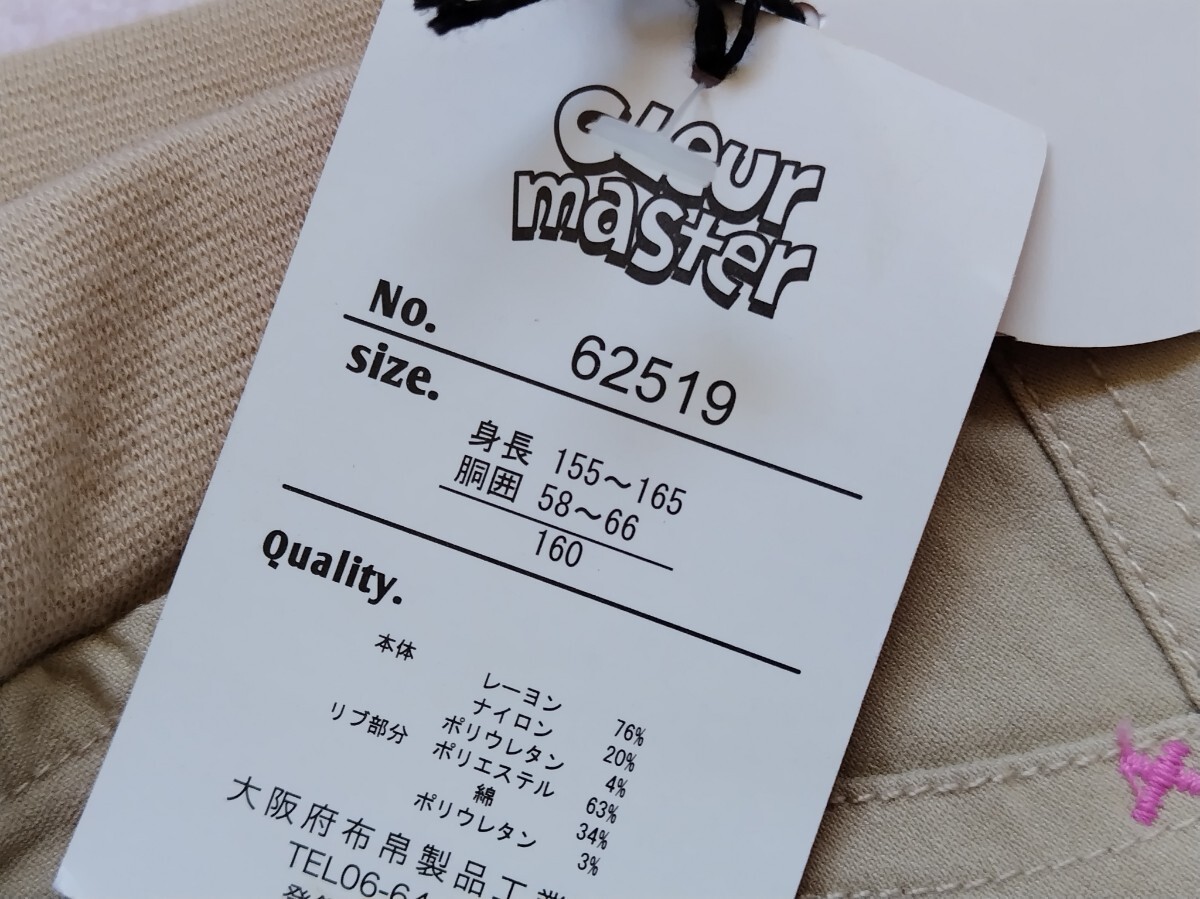 Colour
master
No. 62519
size.
身長 155～165
胴囲 58～66
160
Quality.
本体
レーヨン 76%
ナイロン 20%
ポリウレタン 4%
リブ部分 ポリエステル 63%
綿 34%
ポリウレタン 3%
大阪府布帛製品工業
TEL06-64